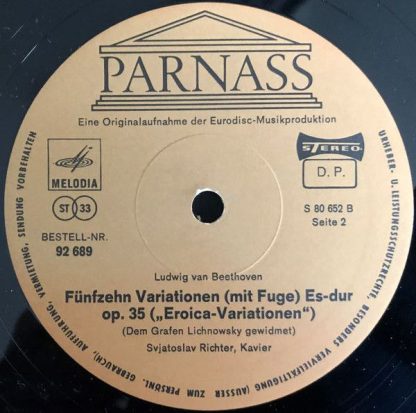 PARNASS
Eine Originalaufnahme der Eurodisc-Musikproduktion
MELODIA
ST 33
BESTELL-NR.
92 689
STEREO
D. P.
S 80 652 B
Seite 2
Ludwig van Beethoven
Fünfzehn Variationen (mit Fuge) Es-dur
op. 35 („Eroica-Variationen“)
(Dem Grafen Lichnowsky gewidmet)
Svjatoslav Richter, Kavier
URHEBER- U. LEISTUNGSSCHUTZRECHTE, BESONDERS VERVIELFÄLTIGUNG (AUSSER ZUM PERSÖNL. GEBRAUCH), AUFFÜHRUNG, VERMIETUNG, SENDUNG VORBEHALTEN